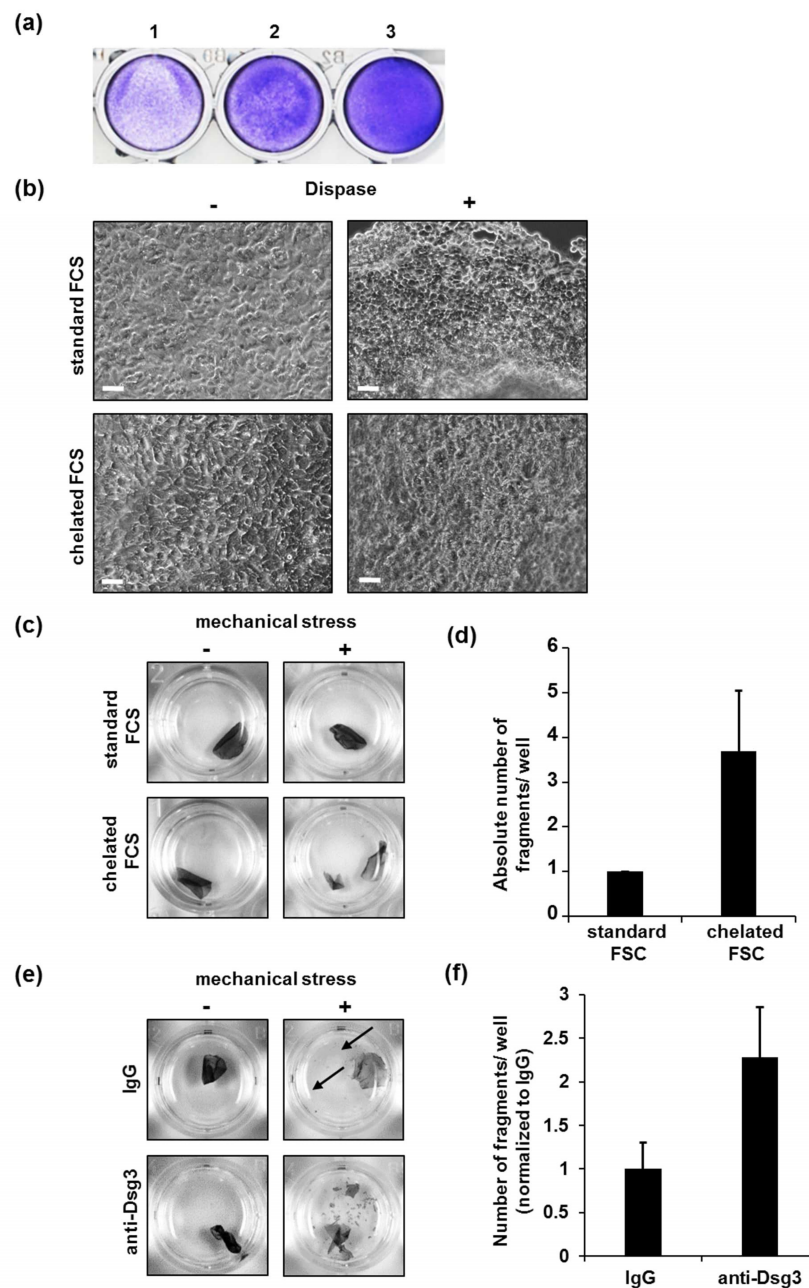 (a)
1 2 3
(b)
Dispase
- +
standard FCS
chelated FCS
(c)
mechanical stress
- +
standard
FCS
chelated
FCS
(d)
Absolute number of
fragments/ well
6
5
4
3
2
1
0
standard
FSC
chelated
FSC
(e)
mechanical stress
- +
IgG
anti-Dsg3
(f)
Number of fragments/ well
(normalized to IgG)
3
2.5
2
1.5
1
0.5
0
IgG
anti-Dsg3